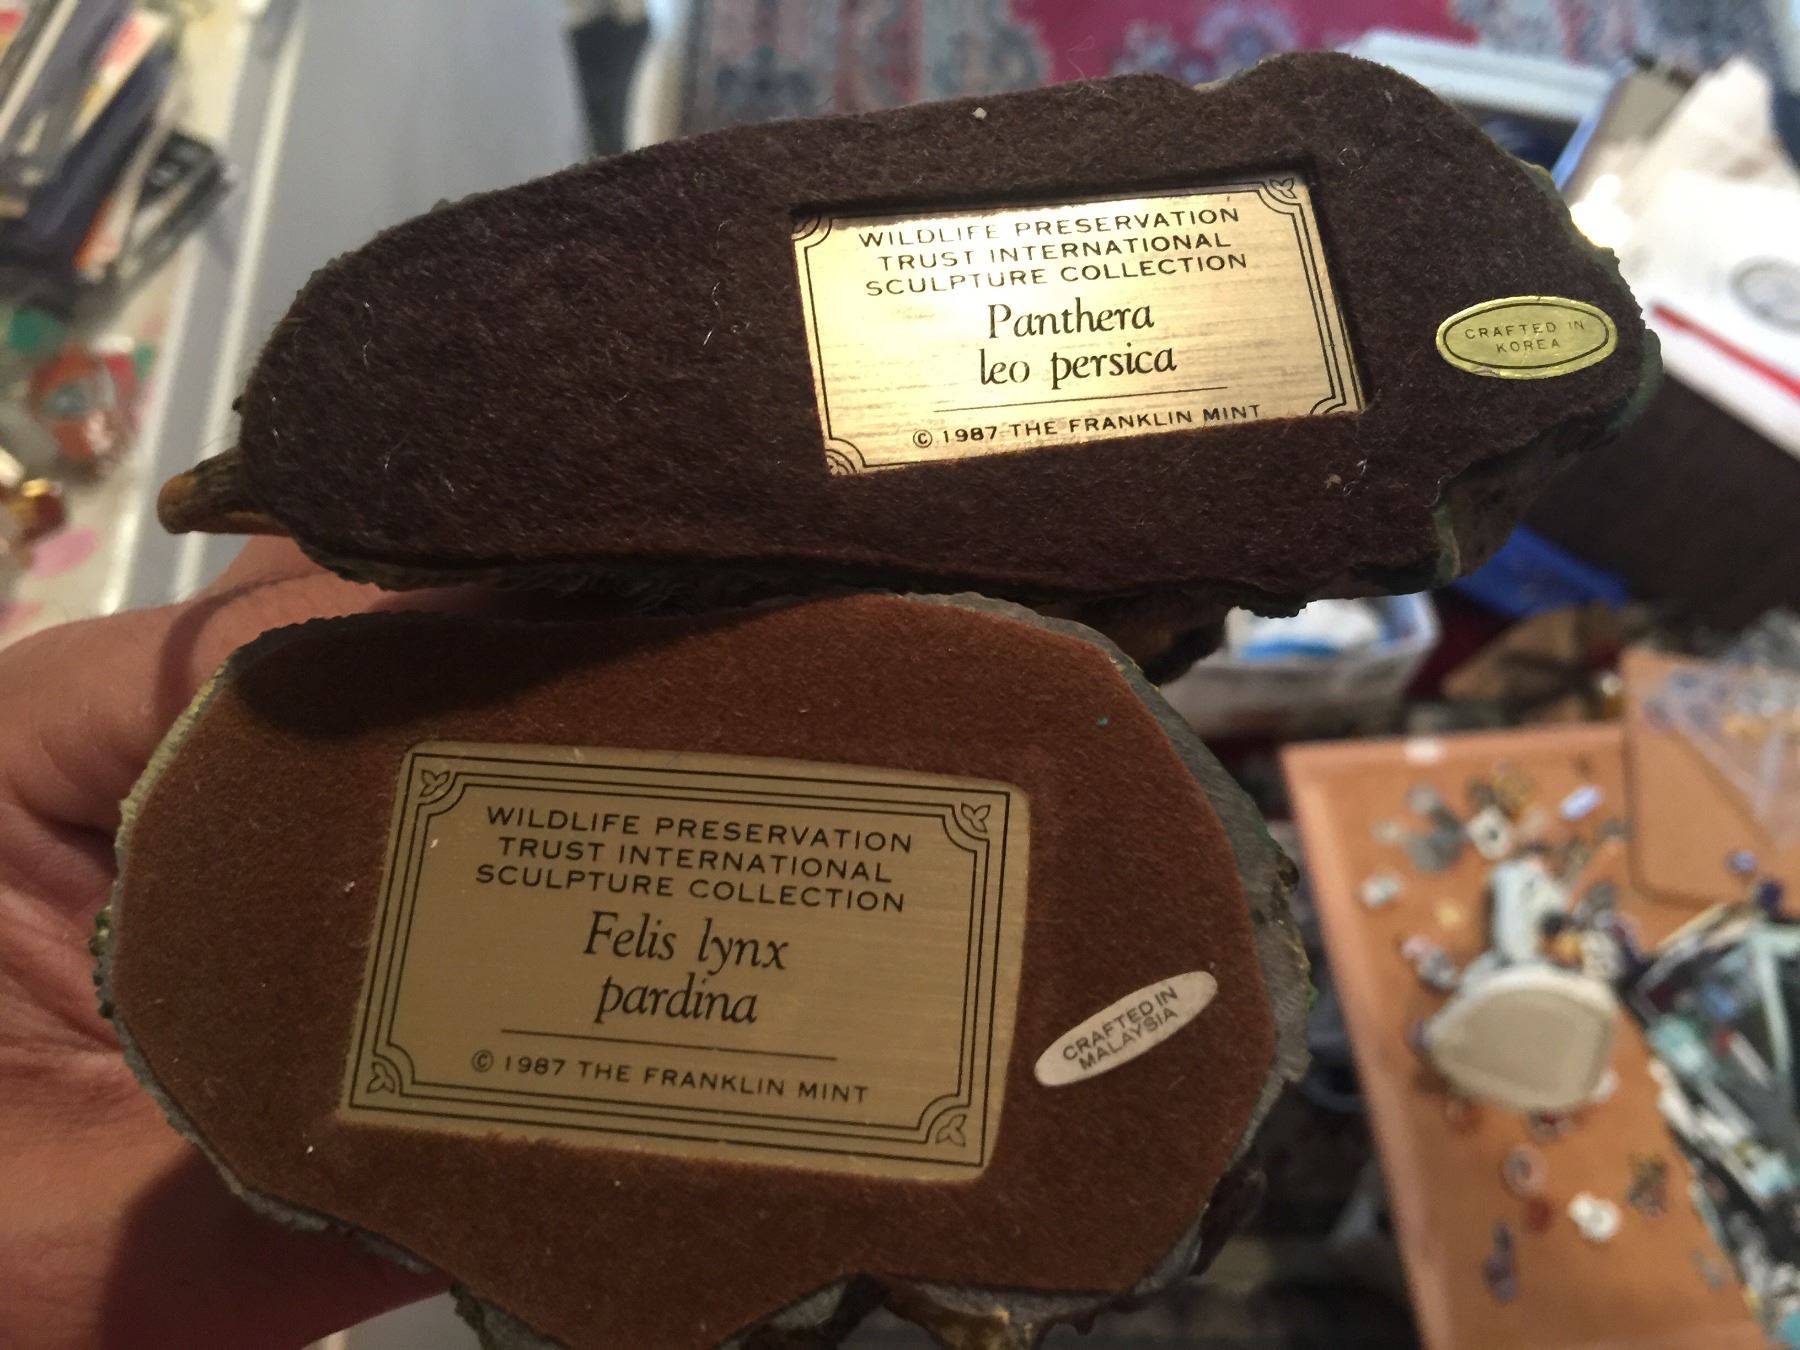 WILDLIFE PRESERVATION
TRUST INTERNATIONAL
SCULPTURE COLLECTION
Panthera
leo persica
© 1987 THE FRANKLIN MINT
CRAFTED IN
KOREA
WILDLIFE PRESERVATION
TRUST INTERNATIONAL
SCULPTURE COLLECTION
Felis lynx
pardina
© 1987 THE FRANKLIN MINT
CRAFTED IN
MALAYSIA